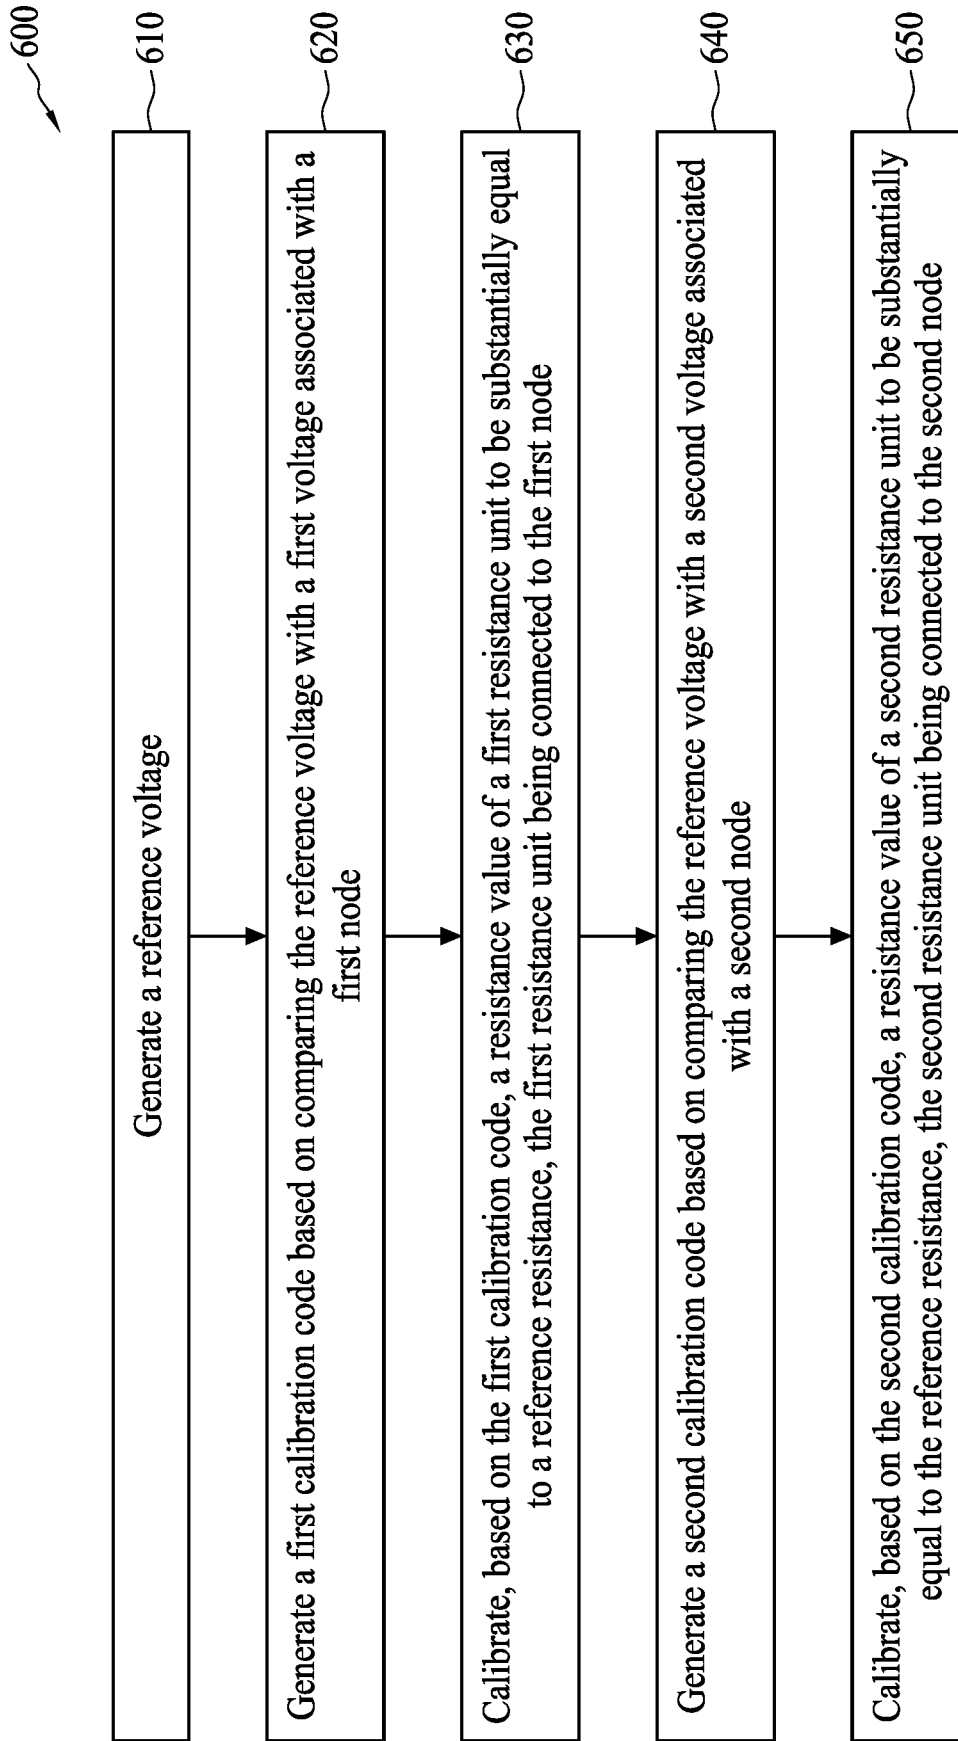 600
Generate a reference voltage
610
Generate a first calibration code based on comparing the reference voltage with a first voltage associated with a
first node
620
Calibrate, based on the first calibration code, a resistance value of a first resistance unit to be substantially equal
to a reference resistance, the first resistance unit being connected to the first node
630
Generate a second calibration code based on comparing the reference voltage with a second voltage associated
with a second node
640
Calibrate, based on the second calibration code, a resistance value of a second resistance unit to be substantially
equal to the reference resistance, the second resistance unit being connected to the second node
650